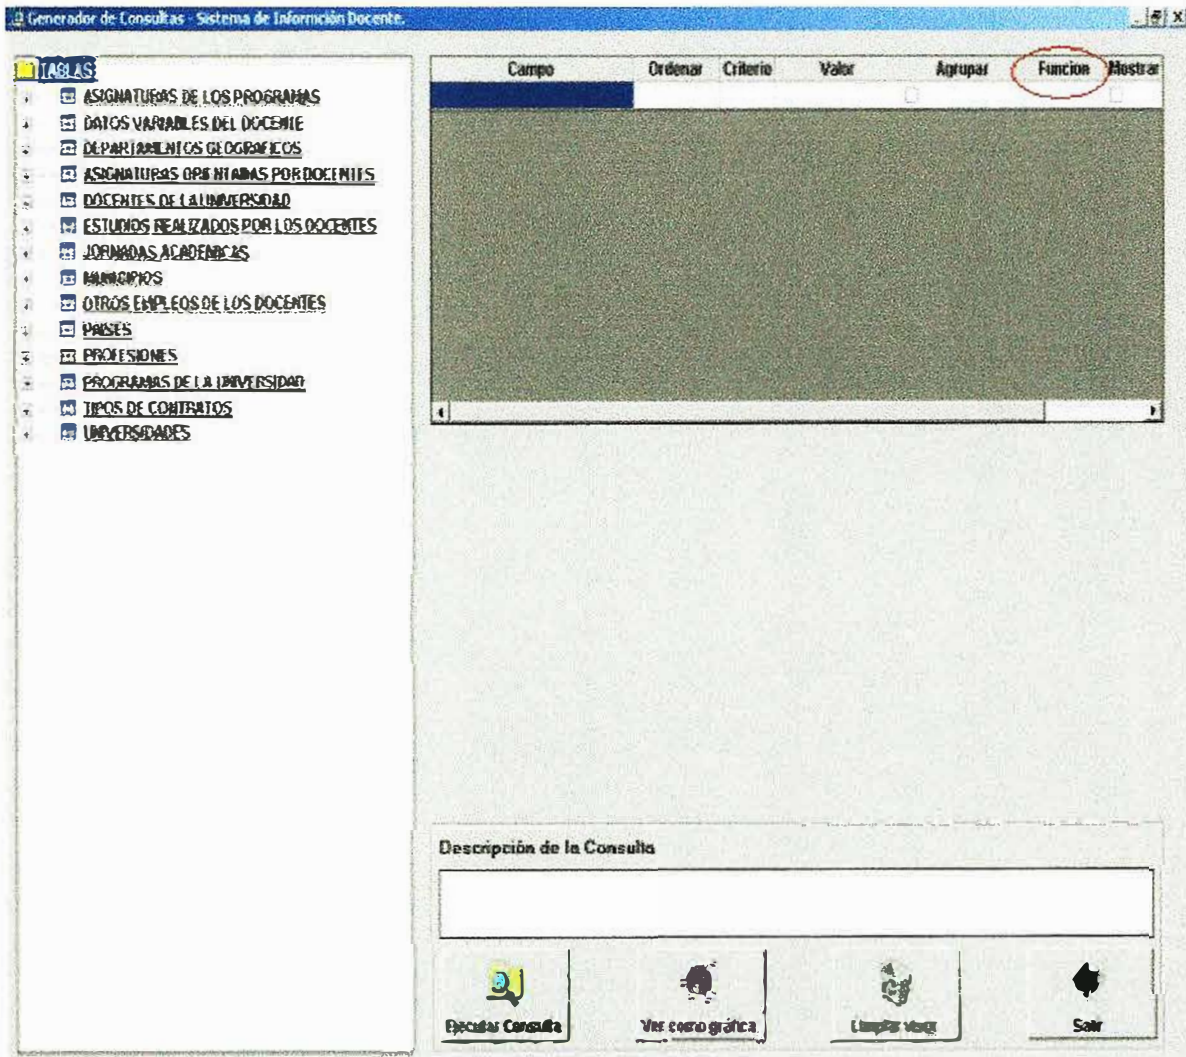 Generador de Consultas - Sistema de Informción Docente.
TABLAS
ASIGNATURAS DE LOS PROGRAMAS
DATOS VARIABLES DEL DOCENTE
DEPARTAMENTOS GEOGRAFICOS
ASIGNATURAS ORIENTADAS POR DOCENTES
DOCENTES DE LA UNIVERSIDAD
ESTUDIOS REALIZADOS POR LOS DOCENTES
JORNADAS ACADEMICAS
MUNICIPIOS
OTROS EMPLEOS DE LOS DOCENTES
PAISES
PROFESIONES
PROGRAMAS DE LA UNIVERSIDAD
TIPOS DE CONTRATOS
UNIVERSIDADES
Campo Ordenar Criterio Valor Agrupar Funcion Mostrar
Descripción de la Consulta
Ejecutar Consulta Ver como gráfica Limpiar Salir